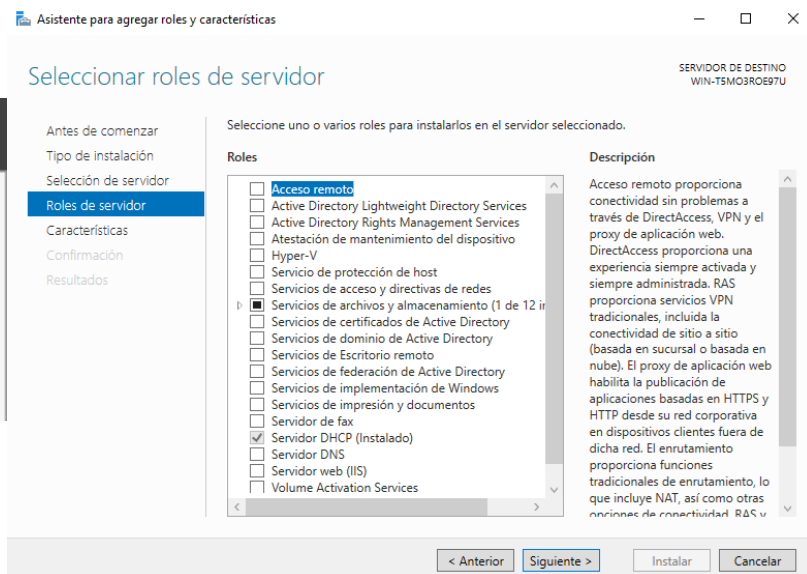 Asistente para agregar roles y características
Seleccionar roles de servidor
SERVIDOR DE DESTINO
WIN-T5MO3ROE97U
Antes de comenzar
Tipo de instalación
Selección de servidor
Roles de servidor
Características
Confirmación
Resultados
Seleccione uno o varios roles para instalarlos en el servidor seleccionado.
Roles
Acceso remoto
Active Directory Lightweight Directory Services
Active Directory Rights Management Services
Atestación de mantenimiento del dispositivo
Hyper-V
Servicio de protección de host
Servicios de acceso y directivas de redes
Servicios de archivos y almacenamiento (1 de 12 in
Servicios de certificados de Active Directory
Servicios de dominio de Active Directory
Servicios de Escritorio remoto
Servicios de federación de Active Directory
Servicios de implementación de Windows
Servicios de impresión y documentos
Servidor de fax
Servidor DHCP (Instalado)
Servidor DNS
Servidor web (IIS)
Volume Activation Services
Descripción
Acceso remoto proporciona
conectividad sin problemas a
través de DirectAccess, VPN y el
proxy de aplicación web.
DirectAccess proporciona una
experiencia siempre activada y
siempre administrada. RAS
proporciona servicios VPN
tradicionales, incluida la
conectividad de sitio a sitio
(basada en sucursal o basada en
nube). El proxy de aplicación web
habilita la publicación de
aplicaciones basadas en HTTPS y
HTTP desde su red corporativa
en dispositivos clientes fuera de
dicha red. El enrutamiento
proporciona funciones
tradicionales de enrutamiento, lo
que incluye NAT, así como otras
opciones de conectividad. RAS y
< Anterior
Siguiente >
Instalar
Cancelar